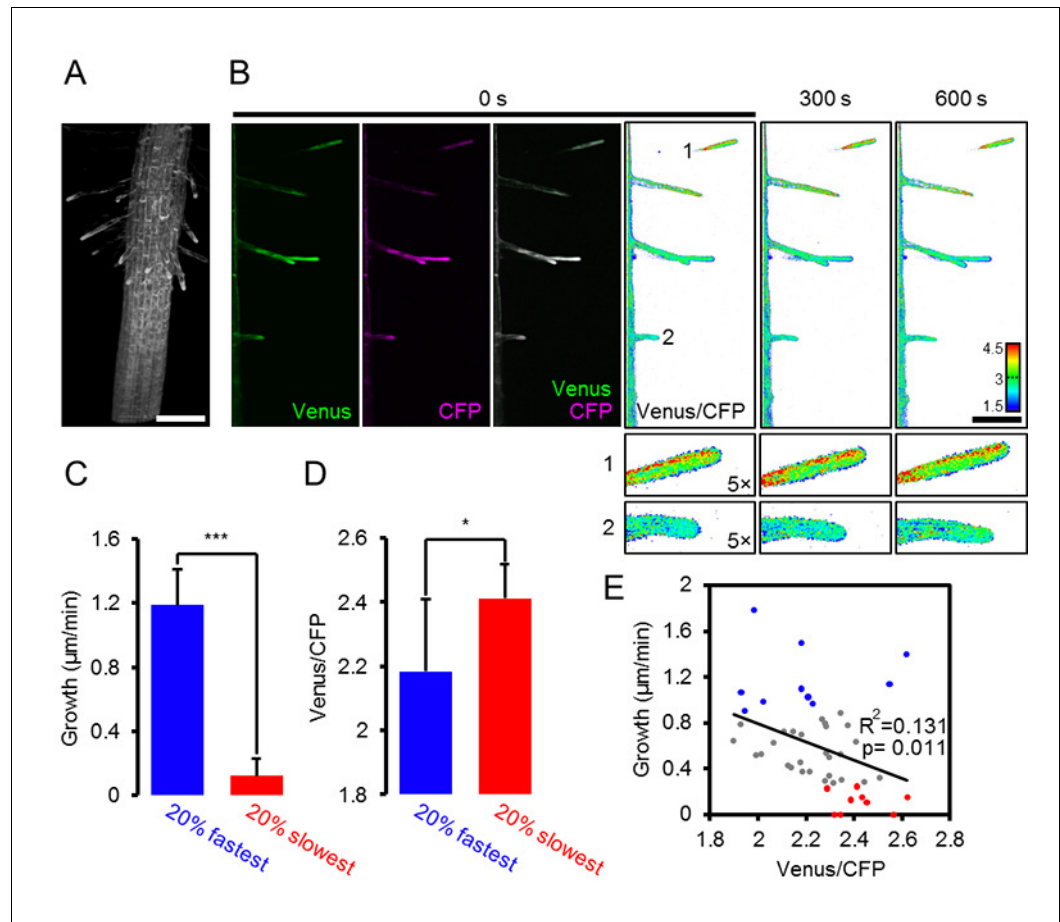 A
B
0 s
300 s
600 s
1
2
Venus
CFP
Venus
CFP
Venus/CFP
4.5
3
1.5
1
5×
2
5×
C
***
Growth (µm/min)
1.6
1.2
0.8
0.4
0
20% fastest
20% slowest
D
*
Venus/CFP
2.6
2.4
2.2
2
1.8
20% fastest
20% slowest
E
Growth (µm/min)
2
1.6
1.2
0.8
0.4
0
R²=0.131
p= 0.011
1.8
2
2.2
2.4
2.6
2.8
Venus/CFP